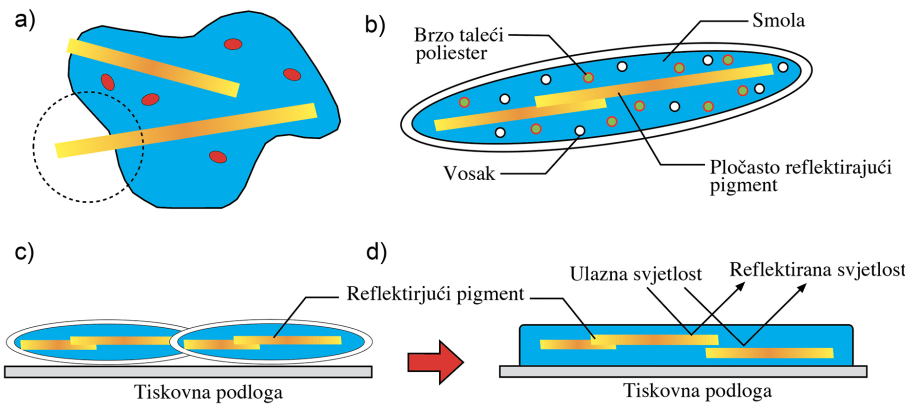 a)
b)
Brzo taleći
poliester
Smola
Vosak
Pločasto reflektirajući
pigment
c)
d)
Ulazna svjetlost
Reflektirana svjetlost
Reflektirjući pigment
Tiskovna podloga
Tiskovna podloga